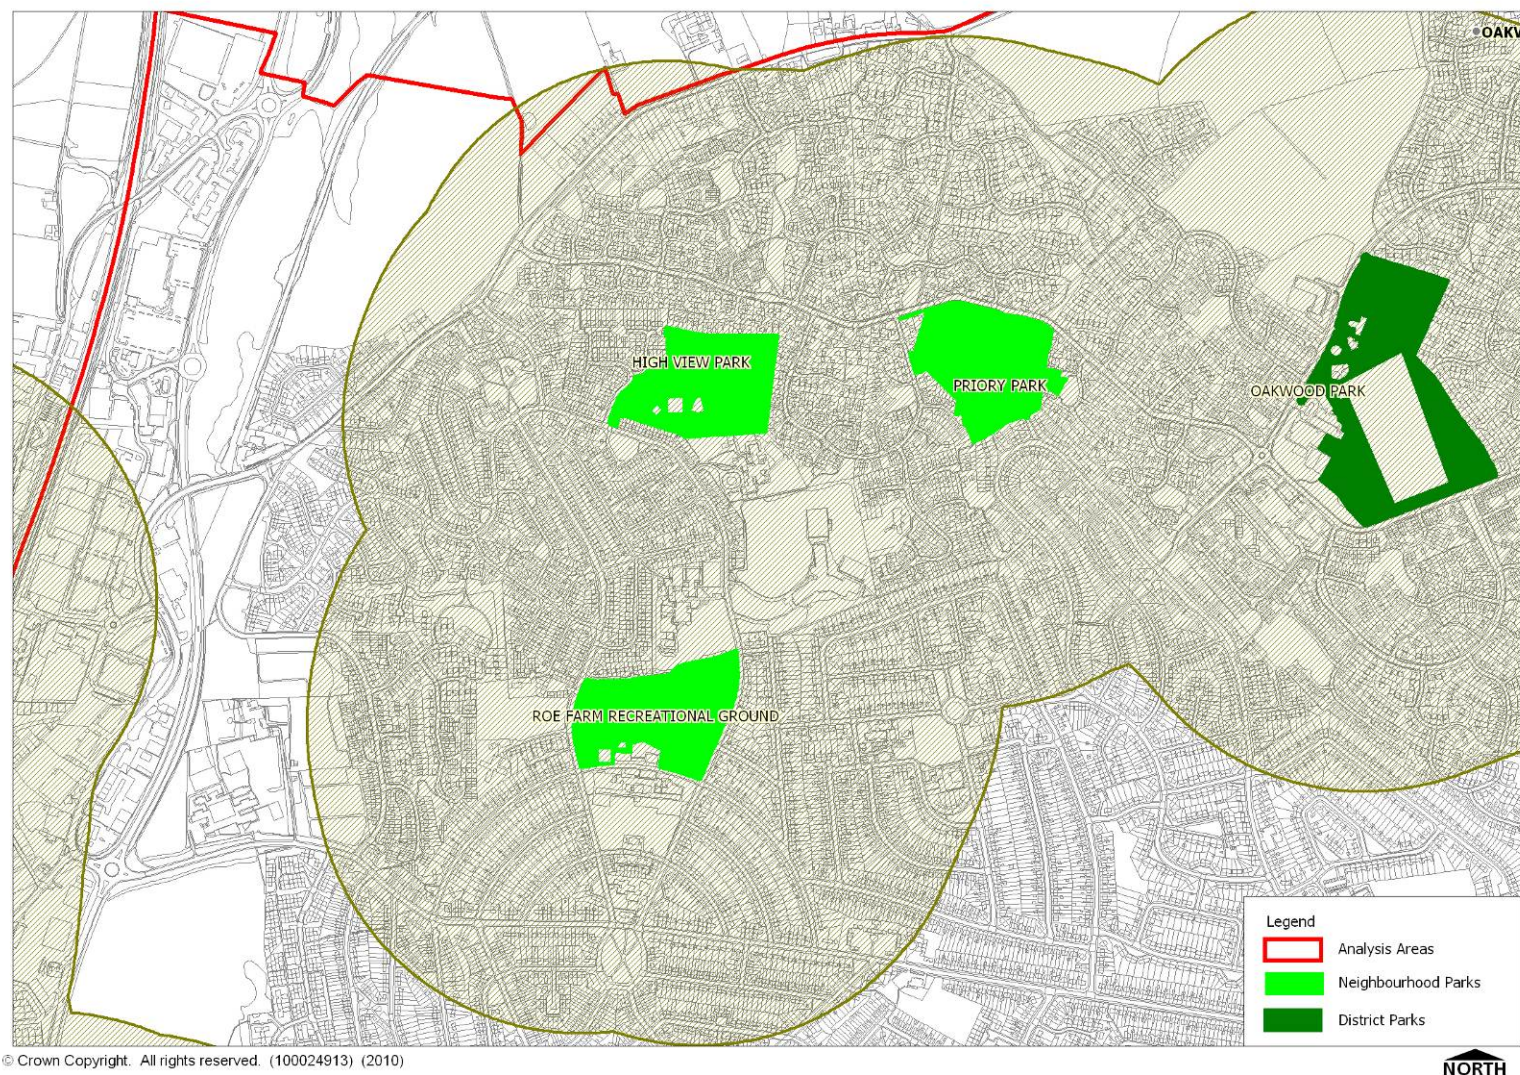 OAKW
HIGH VIEW PARK
PRIORY PARK
OAKWOOD PARK
ROE FARM RECREATIONAL GROUND
Legend
Analysis Areas
Neighbourhood Parks
District Parks
© Crown Copyright. All rights reserved. (100024913) (2010)
NORTH